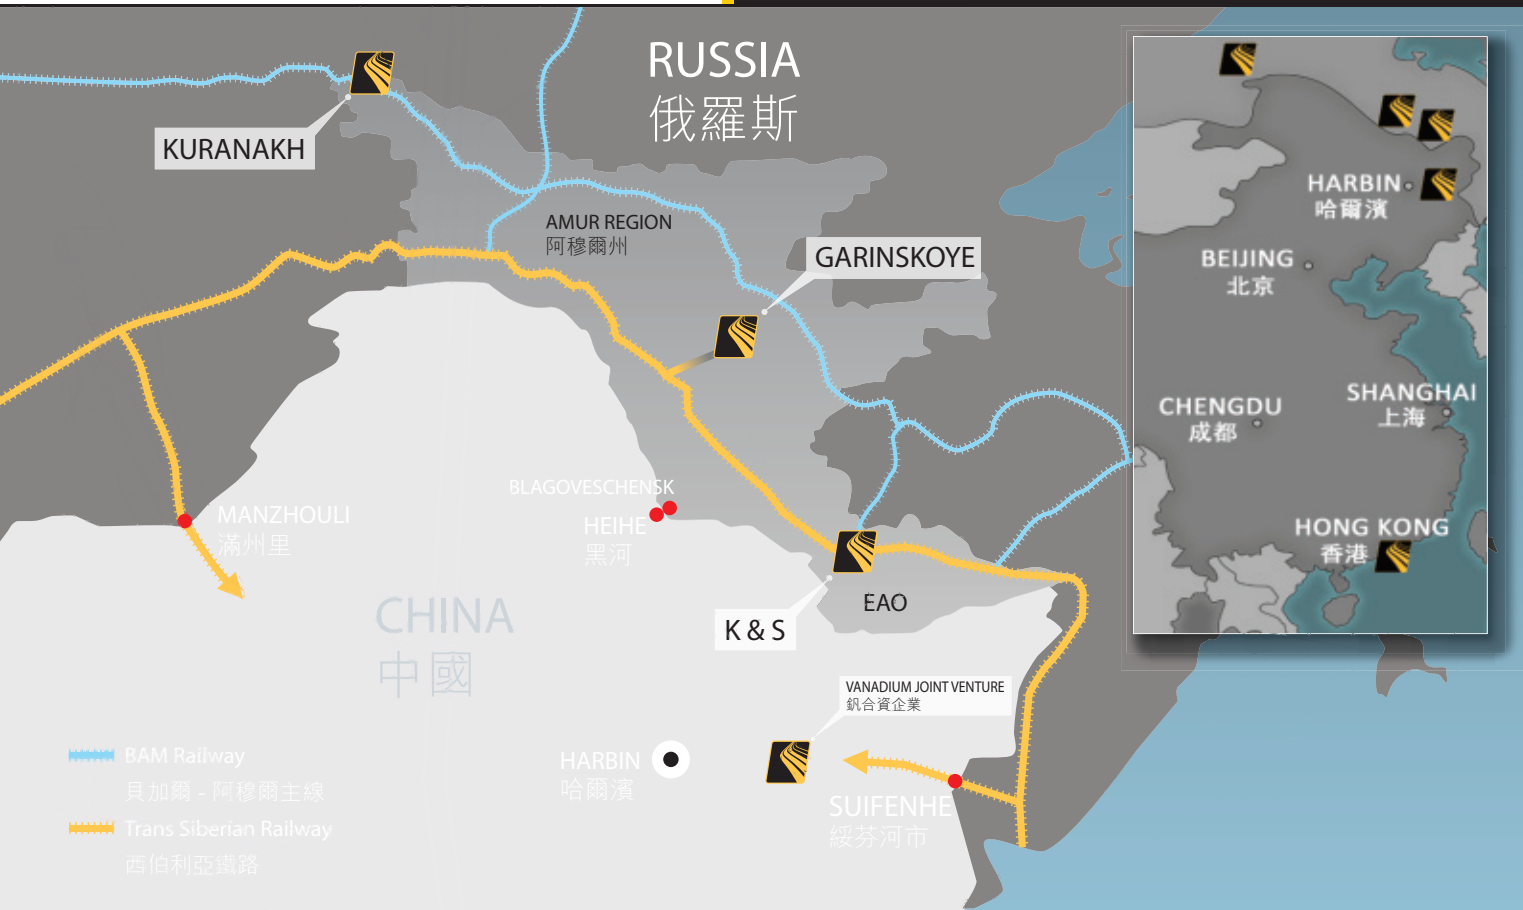 RUSSIA
俄羅斯
KURANAKH
AMUR REGION
阿穆爾州
GARINSKOYE
BLAGOVESCHENSK
HEIHE
黑河
MANZHOULI
滿州里
CHINA
中國
K & S
EAO
VANADIUM JOINT VENTURE
釩合資企業
HARBIN
哈爾濱
SUIFENHE
綏芬河市
BAM Railway
貝加爾 - 阿穆爾主線
Trans Siberian Railway
西伯利亞鐵路
HARBIN
哈爾濱
BEIJING
北京
SHANGHAI
上海
CHENGDU
成都
HONG KONG
香港